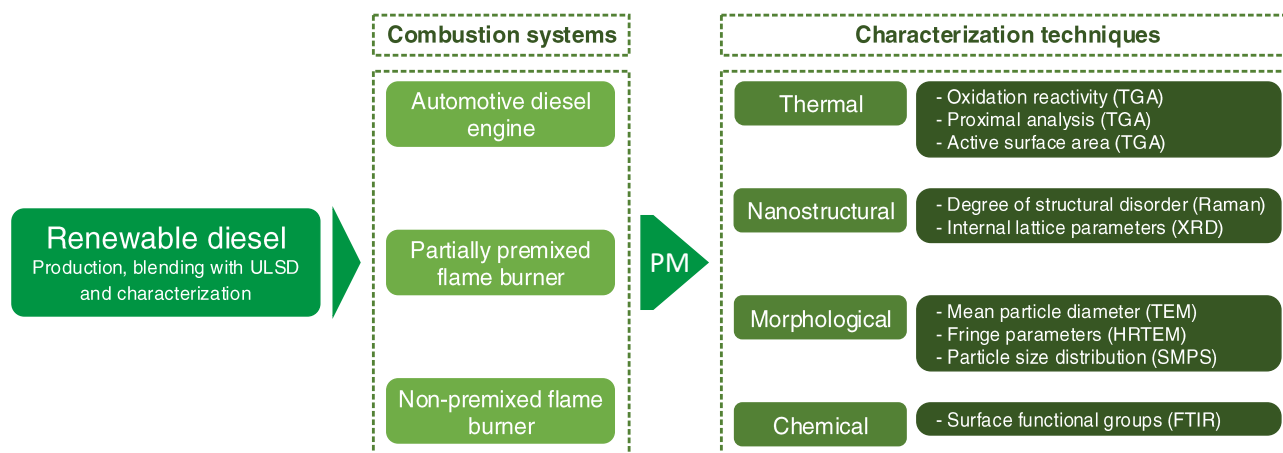 Renewable diesel
Production, blending with ULSD
and characterization
Combustion systems
Automotive diesel
engine
Partially premixed
flame burner
Non-premixed flame
burner
PM
Characterization techniques
Thermal
- Oxidation reactivity (TGA)
- Proximal analysis (TGA)
- Active surface area (TGA)
Nanostructural
- Degree of structural disorder (Raman)
- Internal lattice parameters (XRD)
Morphological
- Mean particle diameter (TEM)
- Fringe parameters (HRTEM)
- Particle size distribution (SMPS)
Chemical
- Surface functional groups (FTIR)